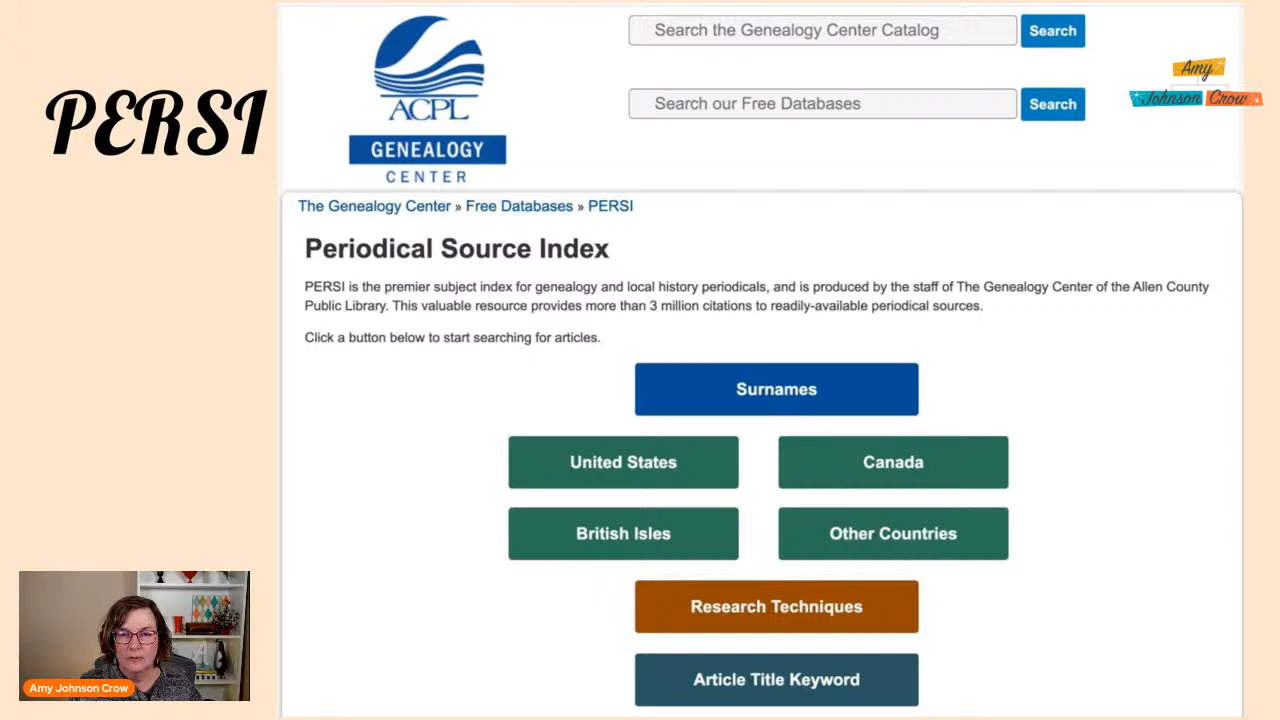 PERSI
ACPL
GENEALOGY
CENTER
Search the Genealogy Center Catalog
Search
Search our Free Databases
Search
Amy
Johnson Crow
The Genealogy Center » Free Databases » PERSI
Periodical Source Index
PERSI is the premier subject index for genealogy and local history periodicals, and is produced by the staff of The Genealogy Center of the Allen County
Public Library. This valuable resource provides more than 3 million citations to readily-available periodical sources.
Click a button below to start searching for articles.
Surnames
United States
Canada
British Isles
Other Countries
Research Techniques
Article Title Keyword
Amy Johnson Crow